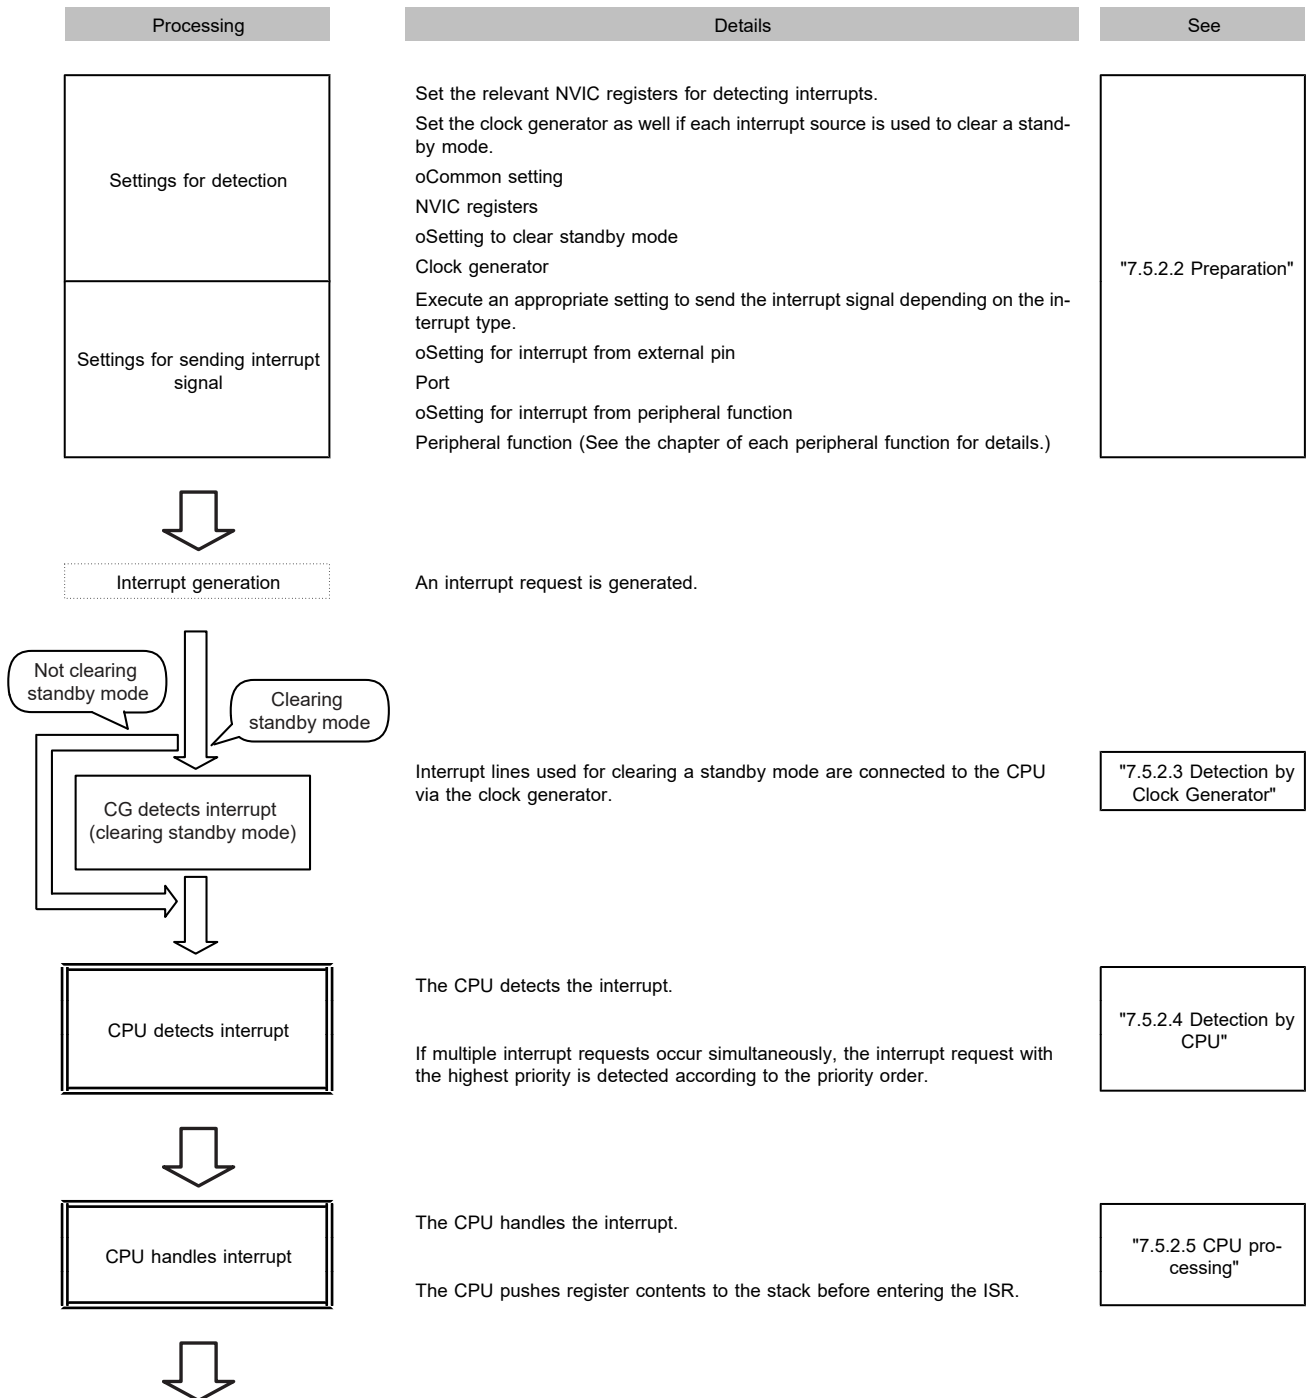 Processing
Details
See
Settings for detection
Set the relevant NVIC registers for detecting interrupts.
Set the clock generator as well if each interrupt source is used to clear a stand-
by mode.
oCommon setting
NVIC registers
oSetting to clear standby mode
Clock generator
"7.5.2.2 Preparation"
Settings for sending interrupt
signal
Execute an appropriate setting to send the interrupt signal depending on the in-
terrupt type.
oSetting for interrupt from external pin
Port
oSetting for interrupt from peripheral function
Peripheral function (See the chapter of each peripheral function for details.)
Interrupt generation
An interrupt request is generated.
Not clearing
standby mode
Clearing
standby mode
CG detects interrupt
(clearing standby mode)
Interrupt lines used for clearing a standby mode are connected to the CPU
via the clock generator.
"7.5.2.3 Detection by
Clock Generator"
CPU detects interrupt
The CPU detects the interrupt.
If multiple interrupt requests occur simultaneously, the interrupt request with
the highest priority is detected according to the priority order.
"7.5.2.4 Detection by
CPU"
CPU handles interrupt
The CPU handles the interrupt.
The CPU pushes register contents to the stack before entering the ISR.
"7.5.2.5 CPU pro-
cessing"